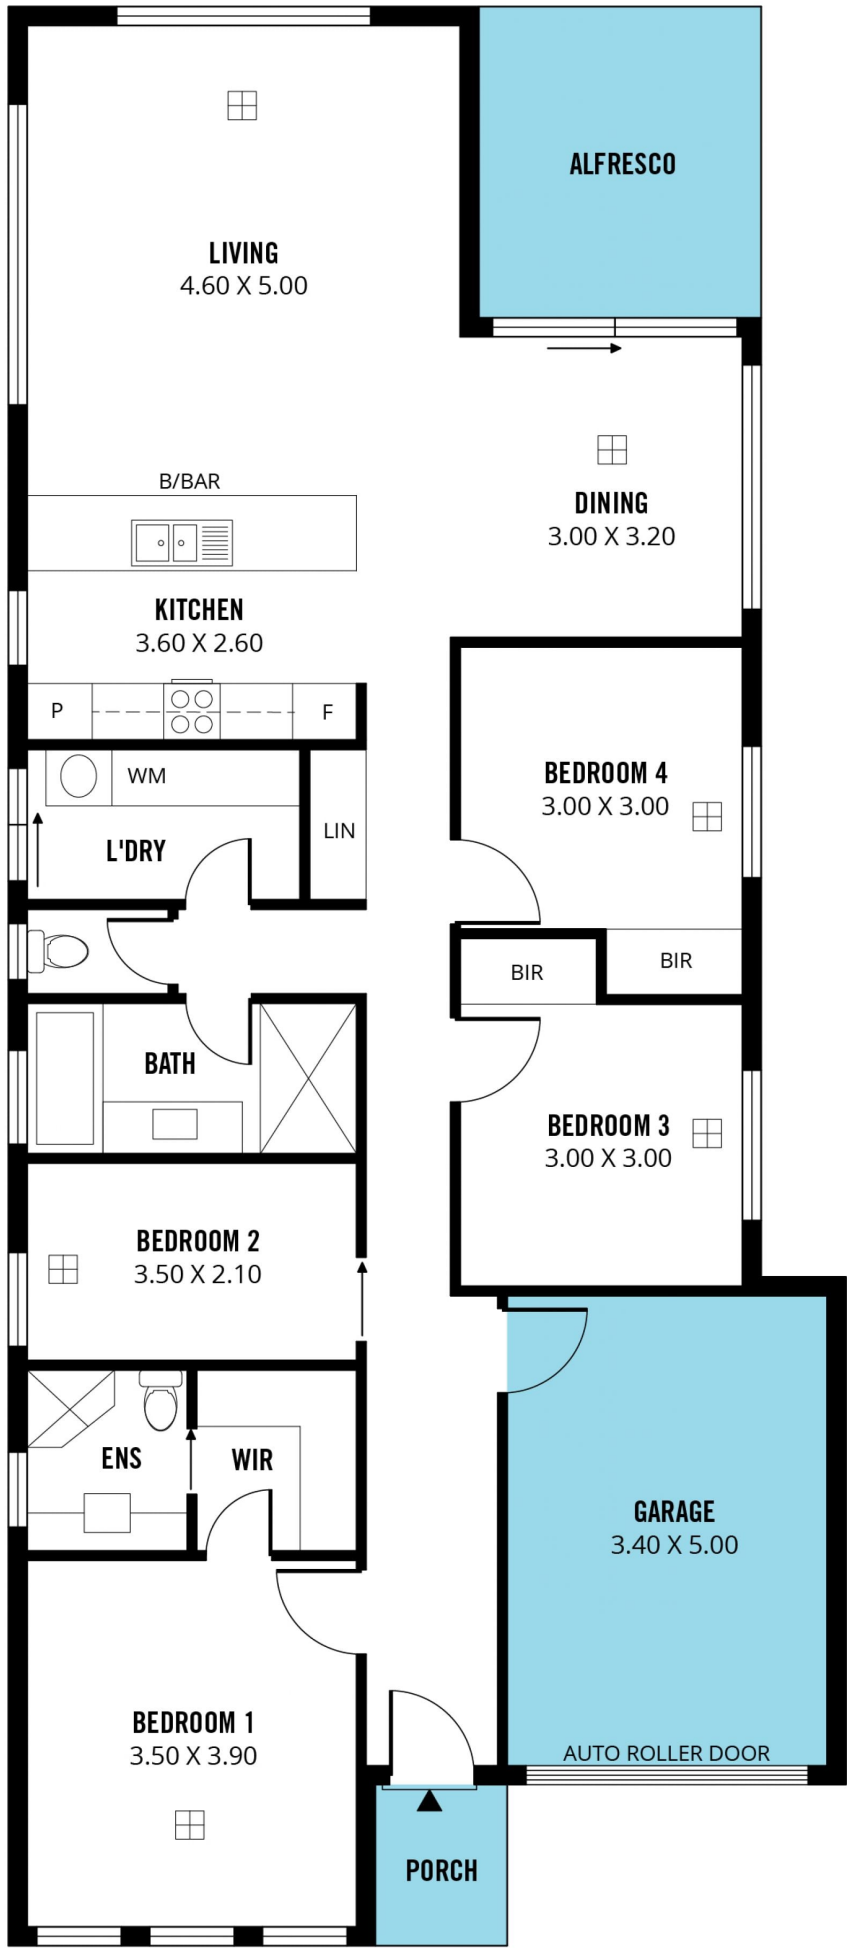 ALFRESCO
LIVING
4.60 X 5.00
B/BAR
DINING
3.00 X 3.20
KITCHEN
3.60 X 2.60
P
F
WM
L'DRY
LIN
BEDROOM 4
3.00 X 3.00
BIR
BIR
BATH
BEDROOM 3
3.00 X 3.00
BEDROOM 2
3.50 X 2.10
ENS
WIR
GARAGE
3.40 X 5.00
AUTO ROLLER DOOR
BEDROOM 1
3.50 X 3.90
PORCH